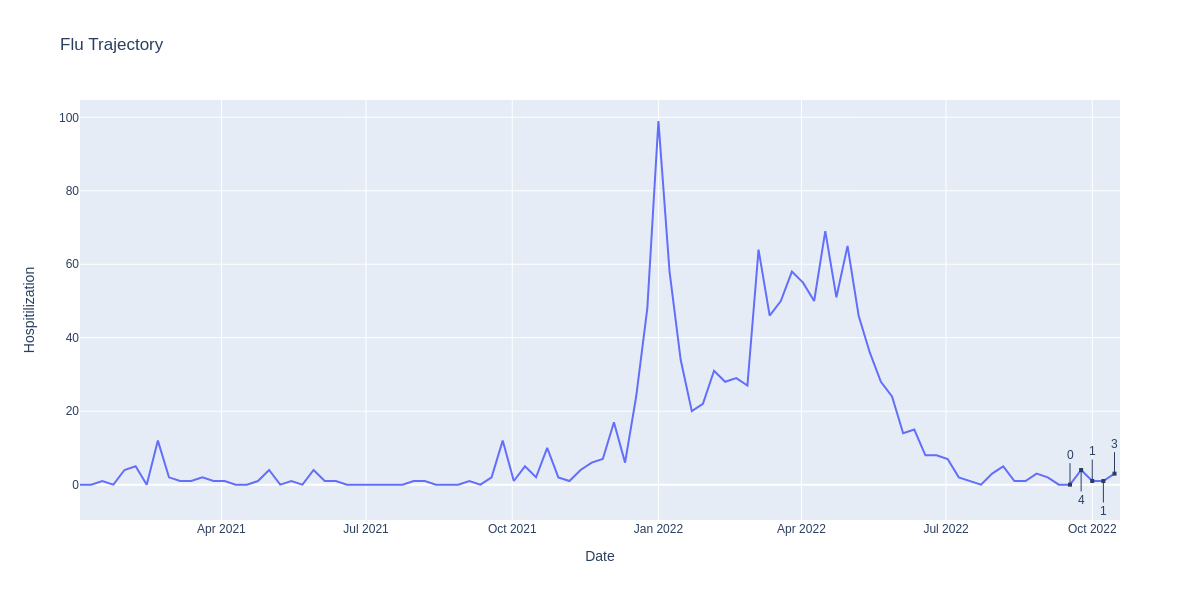 Flu Trajectory
100
80
60
40
20
0
Hospitilization
0
4
1
1
3
Apr 2021
Jul 2021
Oct 2021
Jan 2022
Apr 2022
Jul 2022
Oct 2022
Date